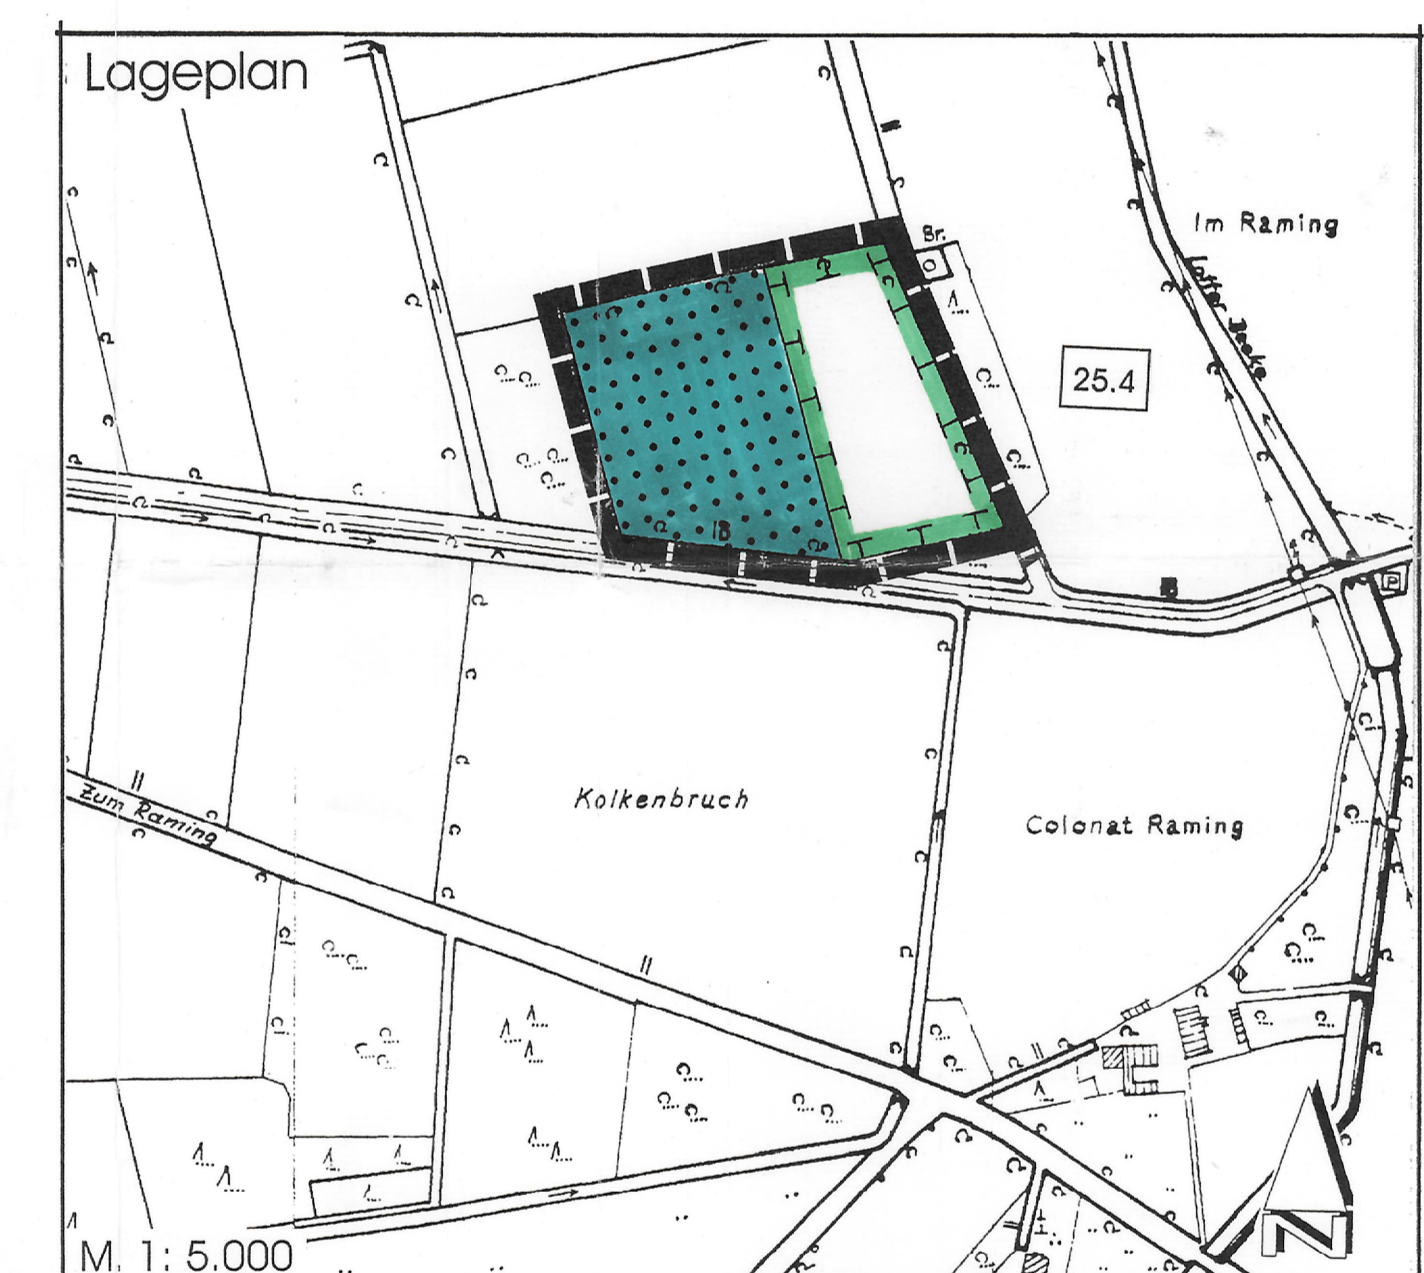 Lageplan
Im Raming
Br.
Lotter Beeke
25.4
P
Kolkenbruch
Colonat Raming
Zum Raming
N
M. 1: 5.000